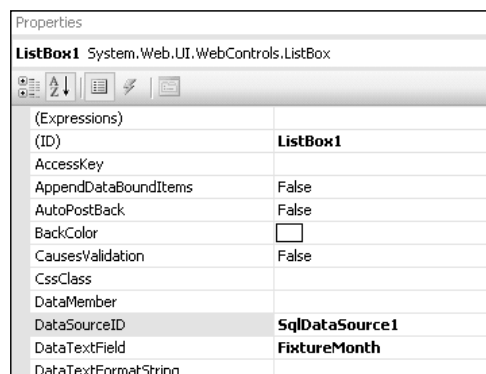 Properties
ListBox1 System.Web.UI.WebControls.ListBox
(Expressions)
(ID) ListBox1
AccessKey
AppendDataBoundItems False
AutoPostBack False
BackColor
CausesValidation False
CssClass
DataMember
DataSourceID SqlDataSource1
DataTextField FixtureMonth
DataTextFormatString